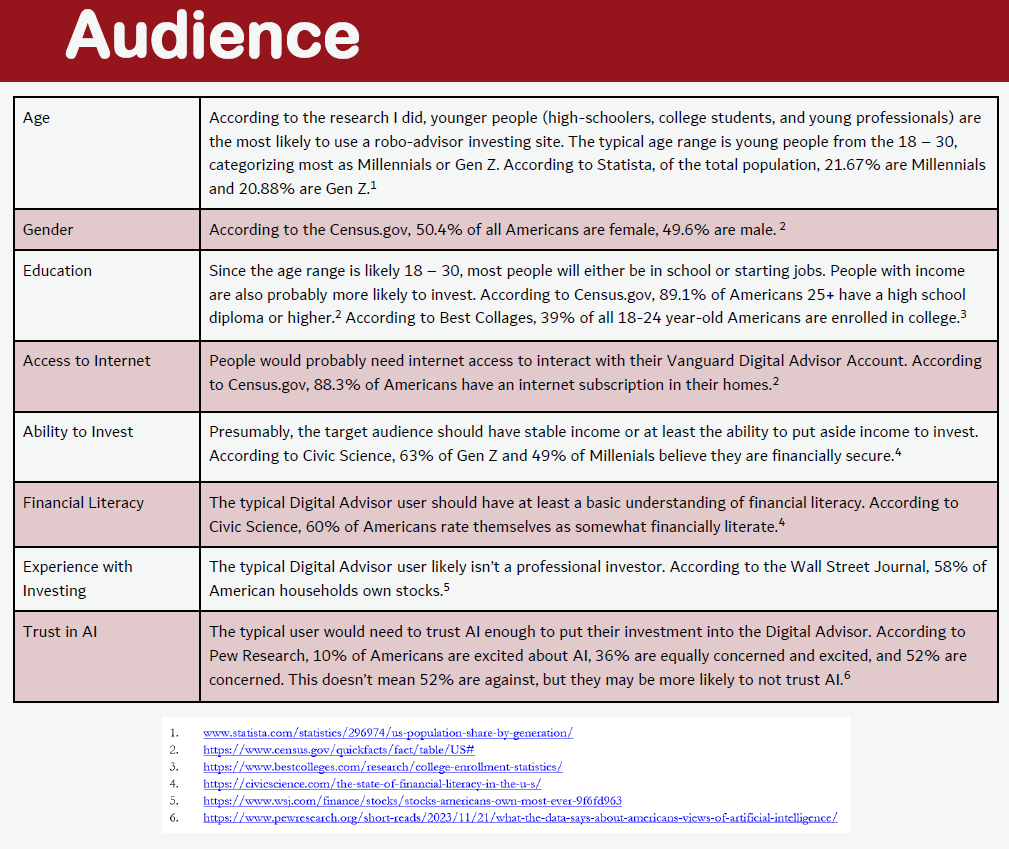 Audience
Age
According to the research I did, younger people (high-schoolers, college students, and young professionals) are
the most likely to use a robo-advisor investing site. The typical age range is young people from the 18 – 30,
categorizing most as Millennials or Gen Z. According to Statista, of the total population, 21.67% are Millennials
and 20.88% are Gen Z.1
Gender
According to the Census.gov, 50.4% of all Americans are female, 49.6% are male. 2
Education
Since the age range is likely 18 – 30, most people will either be in school or starting jobs. People with income
are also probably more likely to invest. According to Census.gov, 89.1% of Americans 25+ have a high school
diploma or higher.2 According to Best Collages, 39% of all 18-24 year-old Americans are enrolled in college.3
Access to Internet
People would probably need internet access to interact with their Vanguard Digital Advisor Account. According
to Census.gov, 88.3% of Americans have an internet subscription in their homes.2
Ability to Invest
Presumably, the target audience should have stable income or at least the ability to put aside income to invest.
According to Civic Science, 63% of Gen Z and 49% of Millenials believe they are financially secure.4
Financial Literacy
The typical Digital Advisor user should have at least a basic understanding of financial literacy. According to
Civic Science, 60% of Americans rate themselves as somewhat financially literate.4
Experience with
Investing
The typical Digital Advisor user likely isn't a professional investor. According to the Wall Street Journal, 58% of
American households own stocks.5
Trust in AI
The typical user would need to trust AI enough to put their investment into the Digital Advisor. According to
Pew Research, 10% of Americans are excited about AI, 36% are equally concerned and excited, and 52% are
concerned. This doesn't mean 52% are against, but they may be more likely to not trust AI.6
1. www.statista.com/statistics/296974/us-population-share-by-generation/
2. https://www.census.gov/quickfacts/fact/table/US#
3. https://www.bestcolleges.com/research/college-enrollment-statistics/
4. https://civicscience.com/the-state-of-financial-literacy-in-the-u-s/
5. https://www.wsj.com/finance/stocks/stocks-americans-own-most-ever-9f6fd963
6. https://www.pewresearch.org/short-reads/2023/11/21/what-the-data-says-about-americans-views-of-artificial-intelligence/